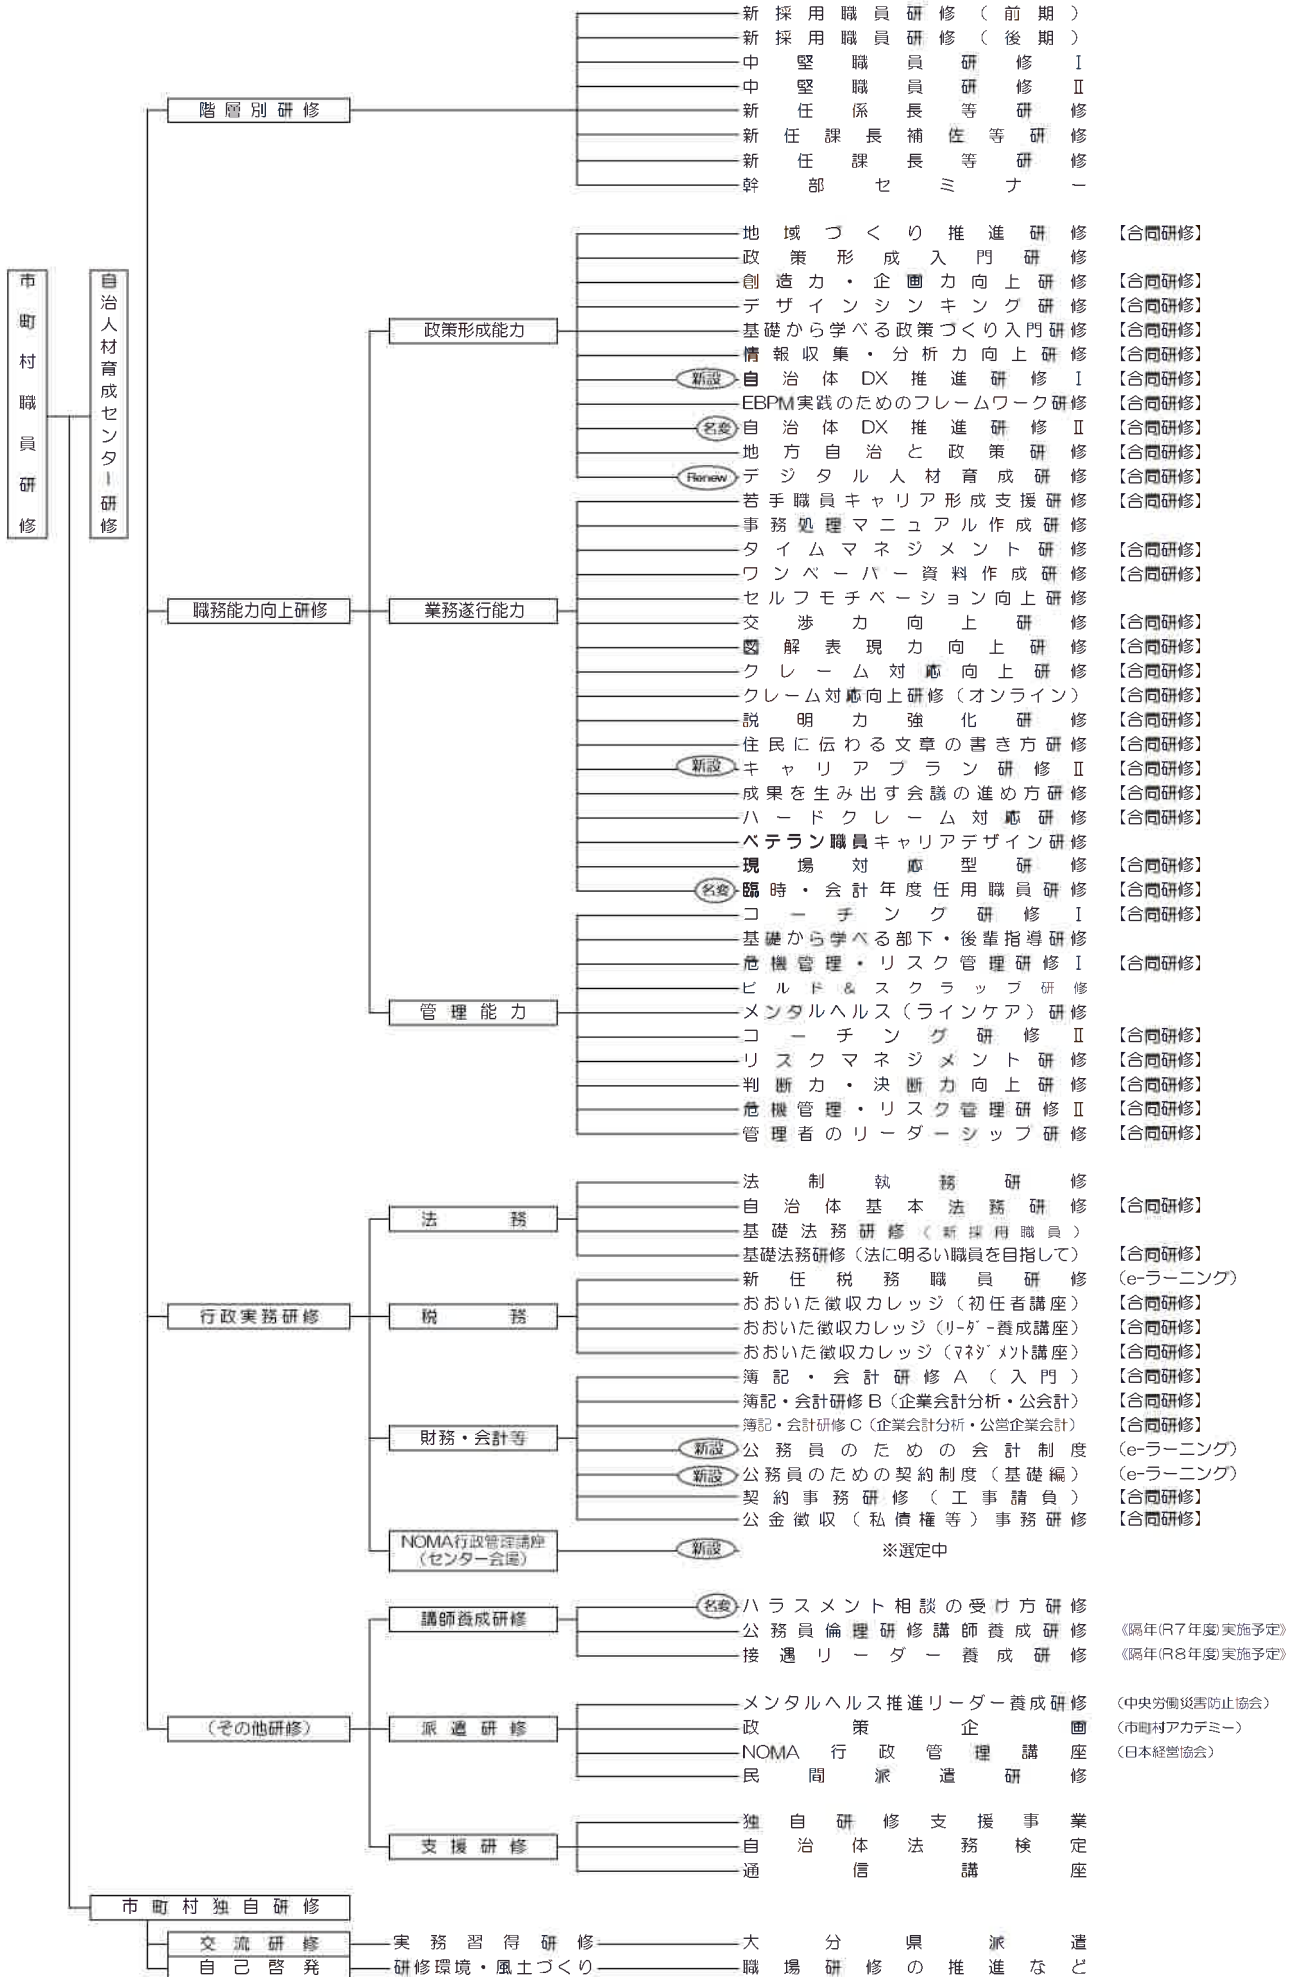 市町村職員研修
自治人材育成センター研修
階層別研修
新採用職員研修（前期）
新採用職員研修（後期）
中堅職員研修Ⅰ
中堅職員研修Ⅱ
新任係長等研修
新任課長補佐等研修
新任課長等研修
幹部セミナー
職務能力向上研修
政策形成能力
地域づくり推進研修【合同研修】
政策形成入門研修
創造力・企画力向上研修【合同研修】
デザインシンキング研修【合同研修】
基礎から学べる政策づくり入門研修【合同研修】
情報収集・分析力向上研修【合同研修】
新設 自治体DX推進研修Ⅰ【合同研修】
EBPM実践のためのフレームワーク研修【合同研修】
名変 自治体DX推進研修Ⅱ【合同研修】
地方自治と政策研修【合同研修】
Renew デジタル人材育成研修【合同研修】
業務遂行能力
若手職員キャリア形成支援研修【合同研修】
事務処理マニュアル作成研修
タイムマネジメント研修【合同研修】
ワンペーパー資料作成研修【合同研修】
セルフモチベーション向上研修
交渉力向上研修【合同研修】
図解表現力向上研修【合同研修】
クレーム対応向上研修【合同研修】
クレーム対応向上研修（オンライン）【合同研修】
説明力強化研修【合同研修】
住民に伝わる文章の書き方研修【合同研修】
新設 キャリアプラン研修Ⅱ【合同研修】
成果を生み出す会議の進め方研修【合同研修】
ハードクレーム対応研修【合同研修】
ベテラン職員キャリアデザイン研修
現場対応型研修【合同研修】
名変 臨時・会計年度任用職員研修【合同研修】
管理能力
コーチング研修Ⅰ【合同研修】
基礎から学べる部下・後輩指導研修
危機管理・リスク管理研修Ⅰ【合同研修】
ビルド&スクラップ研修
メンタルヘルス（ラインケア）研修
コーチング研修Ⅱ【合同研修】
リスクマネジメント研修【合同研修】
判断力・決断力向上研修【合同研修】
危機管理・リスク管理研修Ⅱ【合同研修】
管理者のリーダーシップ研修【合同研修】
行政実務研修
法務
法制執務研修
自治体基本法務研修【合同研修】
基礎法務研修（新採用職員）
基礎法務研修（法に明るい職員を目指して）【合同研修】
税務
新任税務職員研修（e-ラーニング）
おおいた徴収カレッジ（初任者講座）【合同研修】
おおいた徴収カレッジ（ﾘｰﾀﾞｰ養成講座）【合同研修】
おおいた徴収カレッジ（ﾏﾈｼﾞﾒﾝﾄ講座）【合同研修】
財務・会計等
簿記・会計研修A（入門）【合同研修】
簿記・会計研修B（企業会計分析・公会計）【合同研修】
簿記・会計研修C（企業会計分析・公営企業会計）【合同研修】
新設 公務員のための会計制度（e-ラーニング）
新設 公務員のための契約制度（基礎編）（e-ラーニング）
契約事務研修（工事請負）【合同研修】
公金徴収（私債権等）事務研修【合同研修】
NOMA行政管理講座
（センター会場）
新設 ※選定中
（その他研修）
講師養成研修
名変 ハラスメント相談の受け方研修
公務員倫理研修講師養成研修《隔年(R7年度)実施予定》
接遇リーダー養成研修《隔年(R8年度)実施予定》
派遣研修
メンタルヘルス推進リーダー養成研修（中央労働災害防止協会）
政策企画（市町村アカデミー）
NOMA行政管理講座（日本経営協会）
民間派遣研修
支援研修
独自研修支援事業
自治体法務検定
通信講座
市町村独自研修
交流研修 実務習得研修 大分県派遣
自己啓発 研修環境・風土づくり 職場研修の推進など